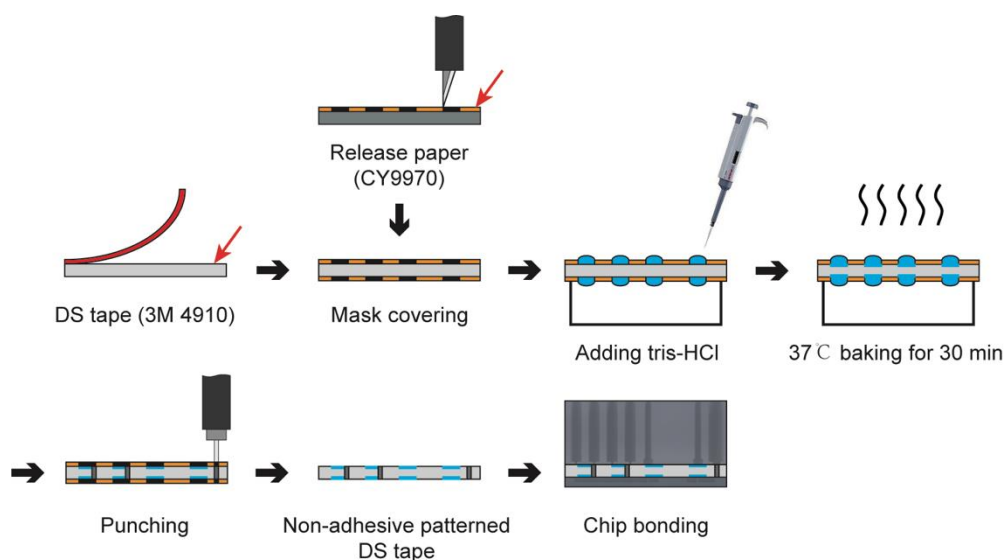 Release paper
(CY9970)
DS tape (3M 4910)
Mask covering
Adding tris-HCl
37℃ baking for 30 min
Punching
Non-adhesive patterned
DS tape
Chip bonding